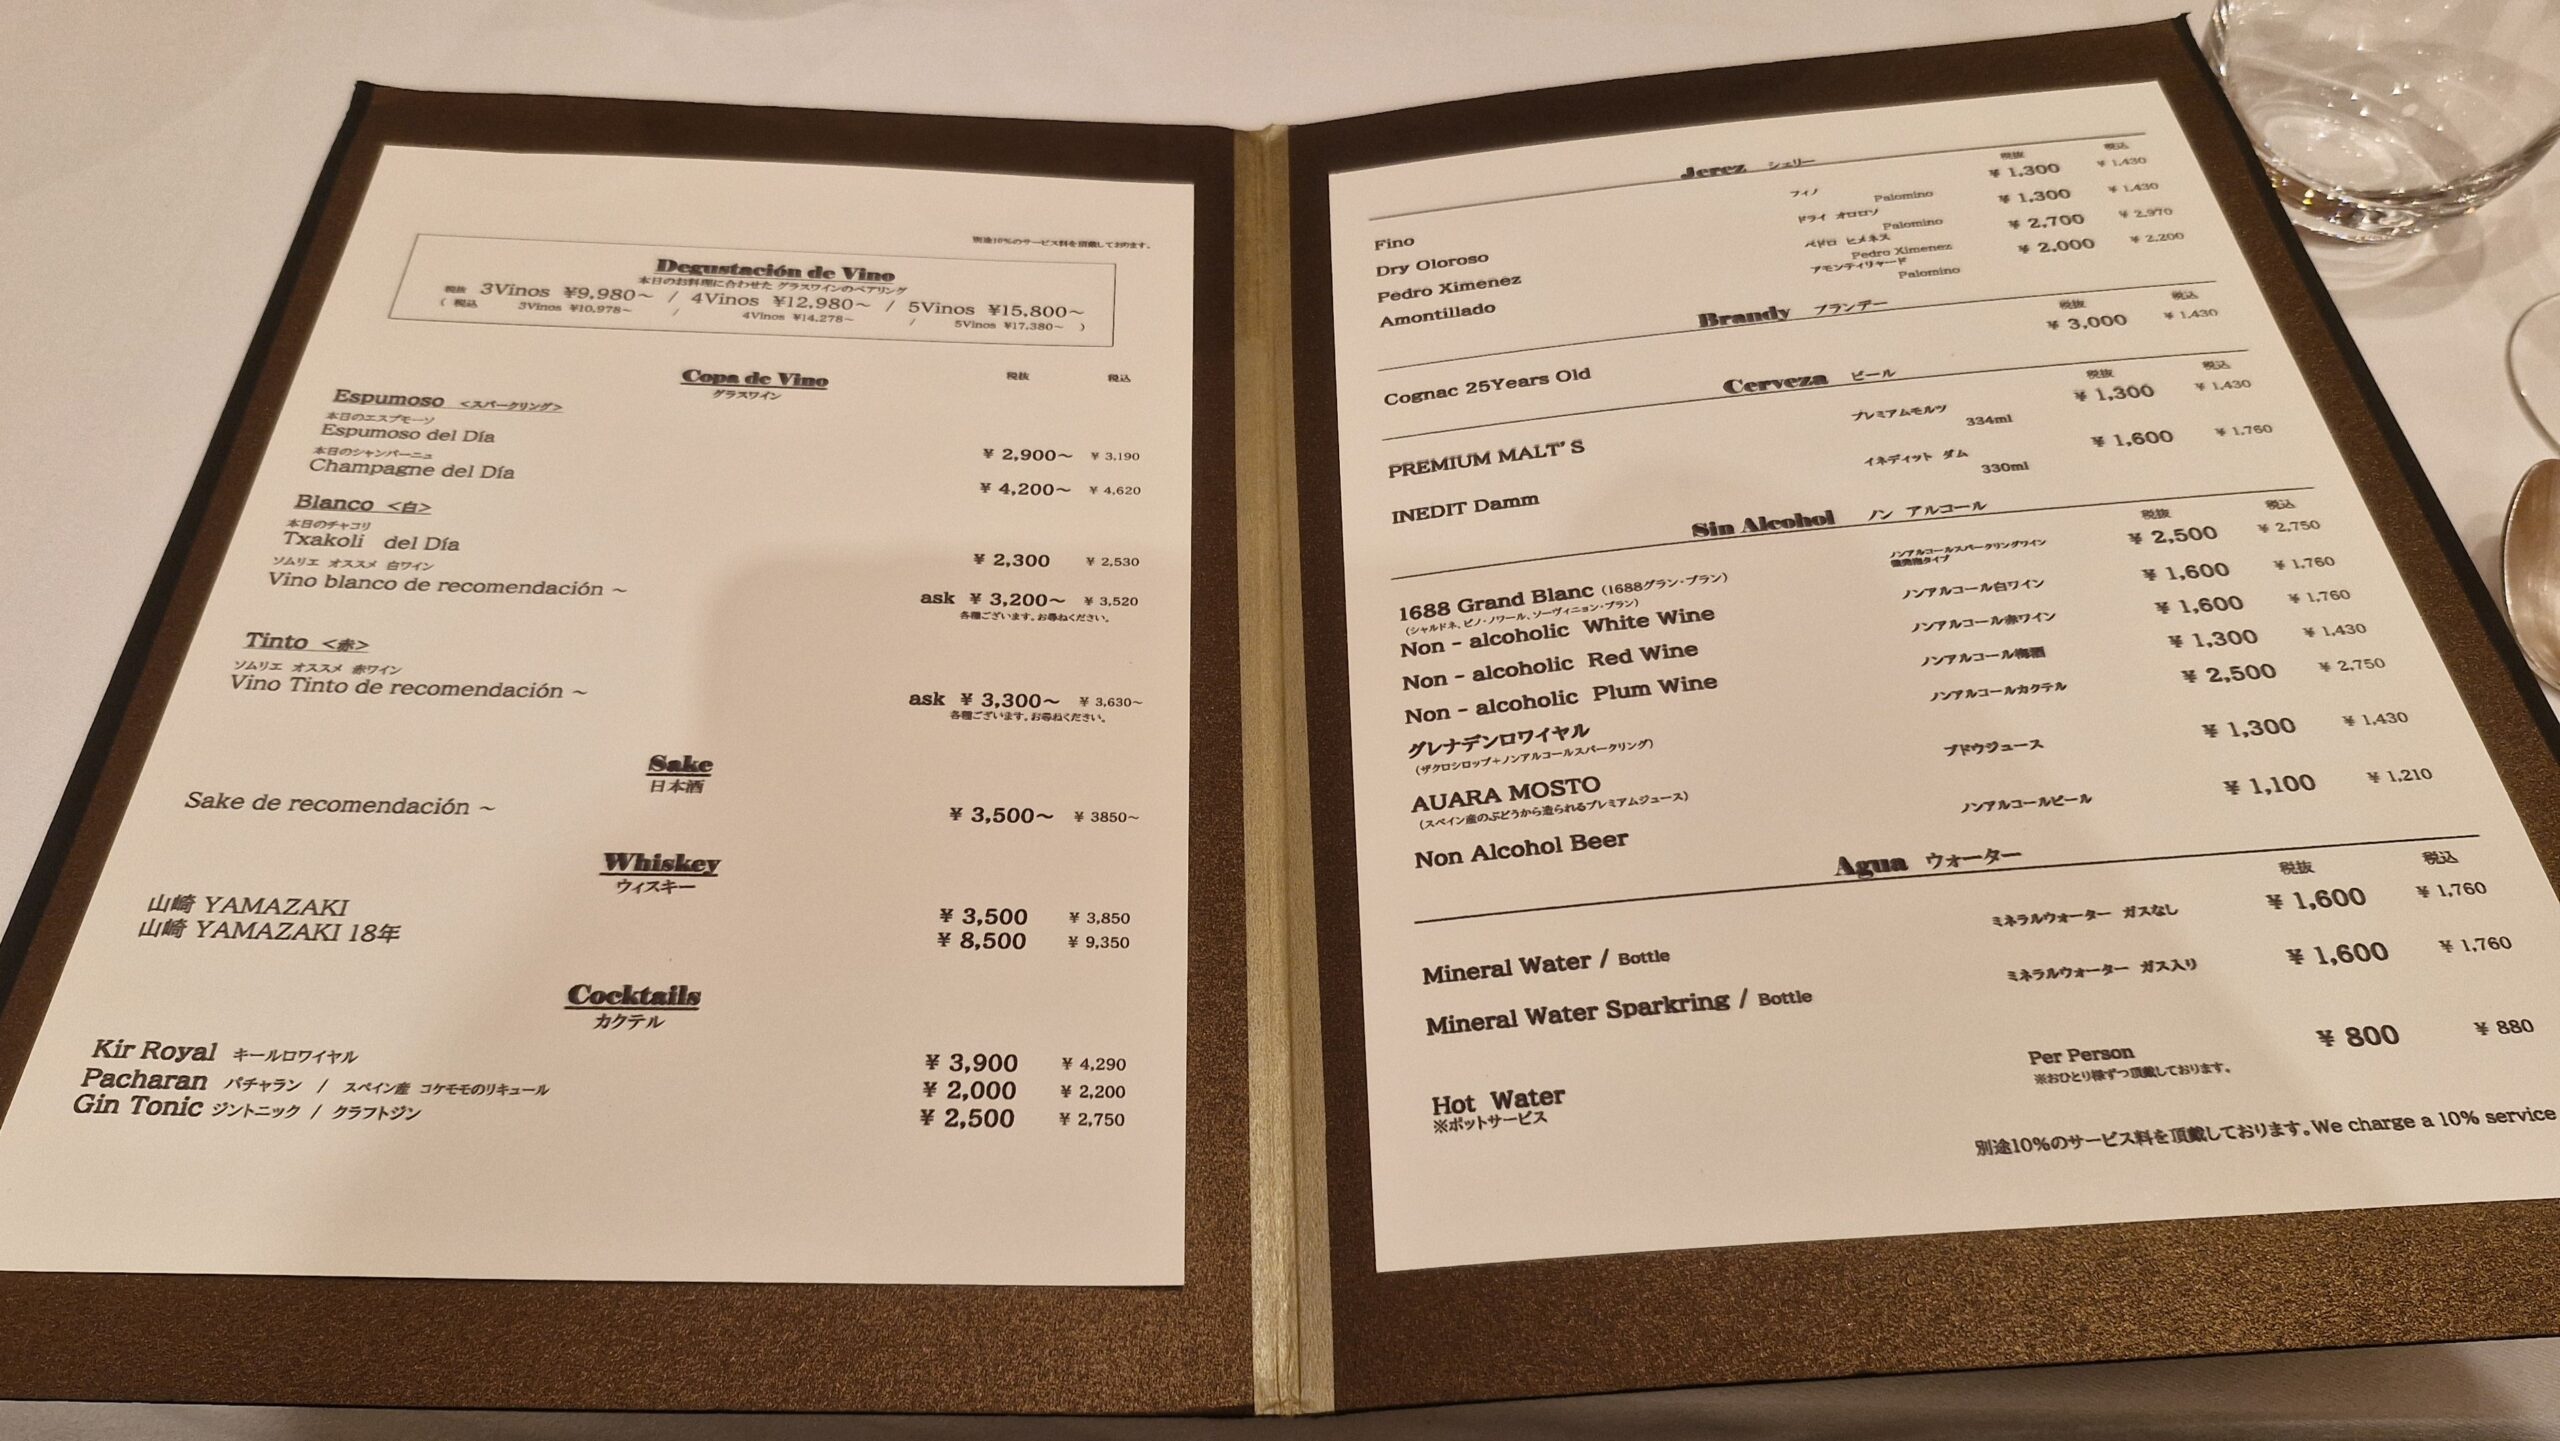 別途10%のサービス料を頂戴しております。
Degustación de Vino
本日のお料理に合わせた グラスワインのペアリング
税抜 3Vinos ¥9,980～ / 4Vinos ¥12,980～ / 5Vinos ¥15,800～
( 税込 3Vinos ¥10,978～ / 4Vinos ¥14,278～ / 5Vinos ¥17,380～ )
Copa de Vino 税抜 税込
グラスワイン
Espumoso <スパークリング>
本日のエスプモーソ
Espumoso del Día ¥ 2,900～ ¥ 3,190
本日のシャンパーニュ
Champagne del Día ¥ 4,200～ ¥ 4,620
Blanco <白>
本日のチャコリ
Txakoli del Día ¥ 2,300 ¥ 2,530
ソムリエ オススメ 白ワイン
Vino blanco de recomendación ~ ask ¥ 3,200～ ¥ 3,520
各種ございます。お尋ねください。
Tinto <赤>
ソムリエ オススメ 赤ワイン
Vino Tinto de recomendación ~ ask ¥ 3,300～ ¥ 3,630～
各種ございます。お尋ねください。
Sake
日本酒
Sake de recomendación ~ ¥ 3,500～ ¥ 3850～
Whiskey
ウィスキー
山崎 YAMAZAKI ¥ 3,500 ¥ 3,850
山崎 YAMAZAKI 18年 ¥ 8,500 ¥ 9,350
Cocktails
カクテル
Kir Royal キールロワイヤル ¥ 3,900 ¥ 4,290
Pacharan パチャラン / スペイン産 コケモモのリキュール ¥ 2,000 ¥ 2,200
Gin Tonic ジントニック / クラフトジン ¥ 2,500 ¥ 2,750
Jerez シェリー 税抜 税込
Fino フィノ Palomino ¥ 1,300 ¥ 1,430
Dry Oloroso ドライ オロロソ Palomino ¥ 1,300 ¥ 1,430
Pedro Ximenez ペドロ ヒメネス Pedro Ximenez ¥ 2,700 ¥ 2,970
Amontillado アモンティリャード Palomino ¥ 2,000 ¥ 2,200
Brandy ブランデー 税抜 税込
Cognac 25Years Old ¥ 3,000 ¥ 1,430
Cerveza ビール 税抜 税込
PREMIUM MALT'S プレミアムモルツ 334ml ¥ 1,300 ¥ 1,430
INEDIT Damm イネディット ダム 330ml ¥ 1,600 ¥ 1,760
Sin Alcohol ノン アルコール 税抜 税込
1688 Grand Blanc (1688グラン・ブラン) ノンアルコールスパークリングワイン ¥ 2,500 ¥ 2,750
微発泡タイプ
(シャルドネ、ピノ・ノワール、ソーヴィニョン・ブラン)
Non - alcoholic White Wine ノンアルコール白ワイン ¥ 1,600 ¥ 1,760
Non - alcoholic Red Wine ノンアルコール赤ワイン ¥ 1,600 ¥ 1,760
Non - alcoholic Plum Wine ノンアルコール梅酒 ¥ 1,300 ¥ 1,430
グレナデンロワイヤル ノンアルコールカクテル ¥ 2,500 ¥ 2,750
(ザクロシロップ+ノンアルコールスパークリング)
AUARA MOSTO ブドウジュース ¥ 1,300 ¥ 1,430
(スペイン産のぶどうから造られるプレミアムジュース)
Non Alcohol Beer ノンアルコールビール ¥ 1,100 ¥ 1,210
Agua ウォーター 税抜 税込
Mineral Water / Bottle ミネラルウォーター ガスなし ¥ 1,600 ¥ 1,760
Mineral Water Sparkring / Bottle ミネラルウォーター ガス入り ¥ 1,600 ¥ 1,760
Hot Water Per Person ¥ 800 ¥ 880
※ポットサービス ※おひとり様ずつ頂戴しております。
別途10%のサービス料を頂戴しております。We charge a 10% service